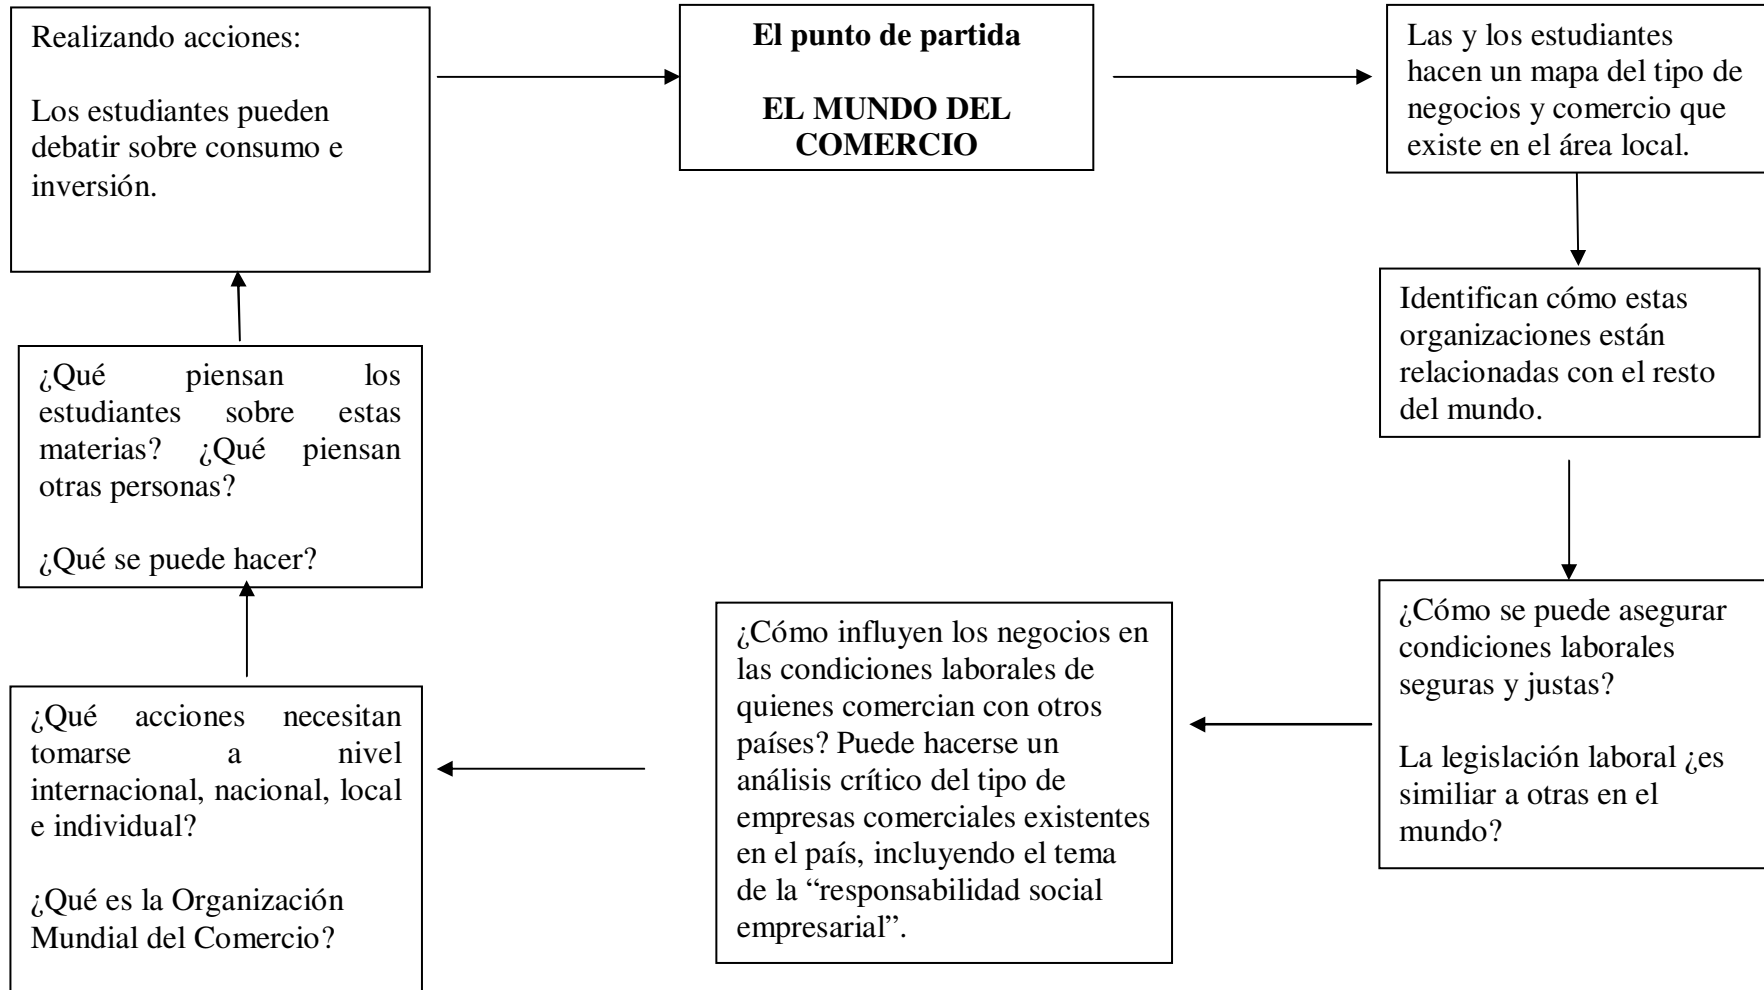 Realizando acciones:
Los estudiantes pueden
debatir sobre consumo e
inversión.
El punto de partida
EL MUNDO DEL
COMERCIO
Las y los estudiantes
hacen un mapa del tipo de
negocios y comercio que
existe en el área local.
Identifican cómo estas
organizaciones están
relacionadas con el resto
del mundo.
¿Cómo se puede asegurar
condiciones laborales
seguras y justas?
La legislación laboral ¿es
similiar a otras en el
mundo?
¿Cómo influyen los negocios en
las condiciones laborales de
quienes comercian con otros
países? Puede hacerse un
análisis crítico del tipo de
empresas comerciales existentes
en el país, incluyendo el tema
de la “responsabilidad social
empresarial”.
¿Qué acciones necesitan
tomarse a nivel
internacional, nacional, local
e individual?
¿Qué es la Organización
Mundial del Comercio?
¿Qué piensan los
estudiantes sobre estas
materias? ¿Qué piensan
otras personas?
¿Qué se puede hacer?